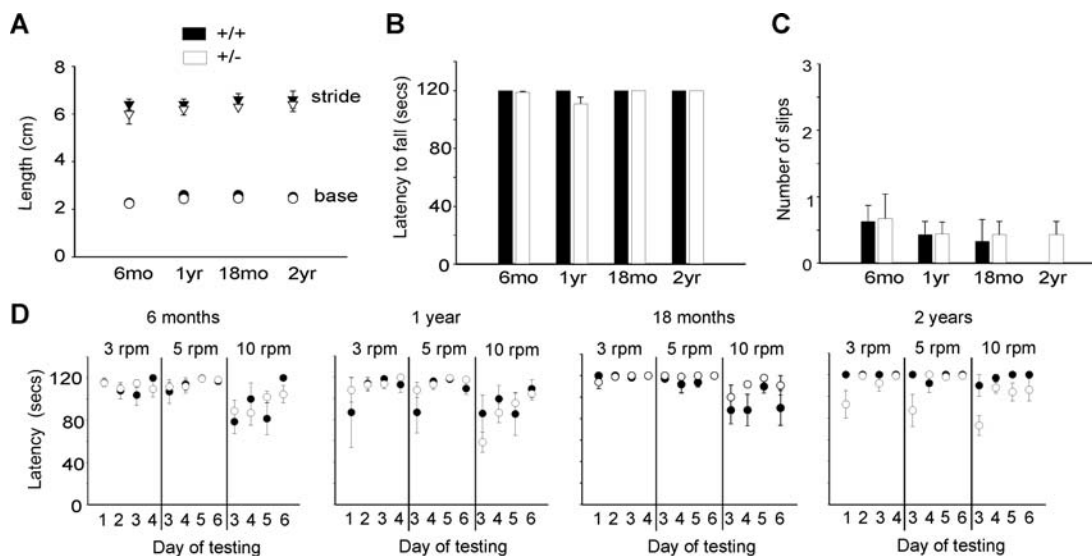 A
+/+
+/-
8
6
4
2
0
Length (cm)
stride
base
6mo 1yr 18mo 2yr
B
120
80
40
0
Latency to fall (secs)
6mo 1yr 18mo 2yr
C
3
2
1
0
Number of slips
6mo 1yr 18mo 2yr
D
6 months
3 rpm 5 rpm 10 rpm
120
80
40
0
Latency (secs)
1 2 3 4 3 4 5 6 3 4 5 6
Day of testing
1 year
3 rpm 5 rpm 10 rpm
1 2 3 4 3 4 5 6 3 4 5 6
Day of testing
18 months
3 rpm 5 rpm 10 rpm
1 2 3 4 3 4 5 6 3 4 5 6
Day of testing
2 years
3 rpm 5 rpm 10 rpm
1 2 3 4 3 4 5 6 3 4 5 6
Day of testing